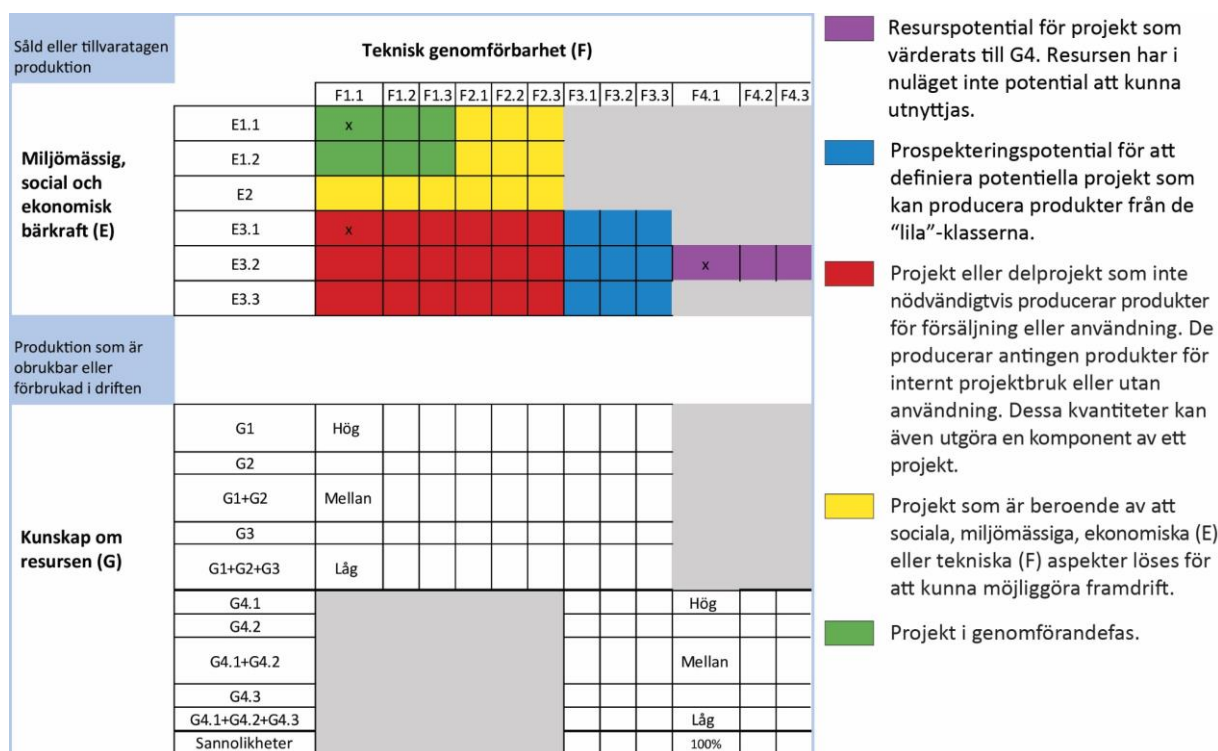 Såld eller tillvaratagen
produktion
Teknisk genomförbarhet (F)
F1.1 F1.2 F1.3 F2.1 F2.2 F2.3 F3.1 F3.2 F3.3 F4.1 F4.2 F4.3
Miljömässig,
social och
ekonomisk
bärkraft (E)
E1.1 x
E1.2
E2
E3.1 x
E3.2 x
E3.3
Produktion som är
obrukbar eller
förbrukad i driften
Kunskap om
resursen (G)
G1 Hög
G2
G1+G2 Mellan
G3
G1+G2+G3 Låg
G4.1 Hög
G4.2
G4.1+G4.2 Mellan
G4.3
G4.1+G4.2+G4.3 Låg
Sannolikheter 100%
Resurspotential för projekt som
värderats till G4. Resursen har i
nuläget inte potential att kunna
utnyttjas.
Prospekteringspotential för att
definiera potentiella projekt som
kan producera produkter från de
“lila”-klasserna.
Projekt eller delprojekt som inte
nödvändigtvis producerar produkter
för försäljning eller användning. De
producerar antingen produkter för
internt projektbruk eller utan
användning. Dessa kvantiteter kan
även utgöra en komponent av ett
projekt.
Projekt som är beroende av att
sociala, miljömässiga, ekonomiska (E)
eller tekniska (F) aspekter löses för
att kunna möjliggöra framdrift.
Projekt i genomförandefas.